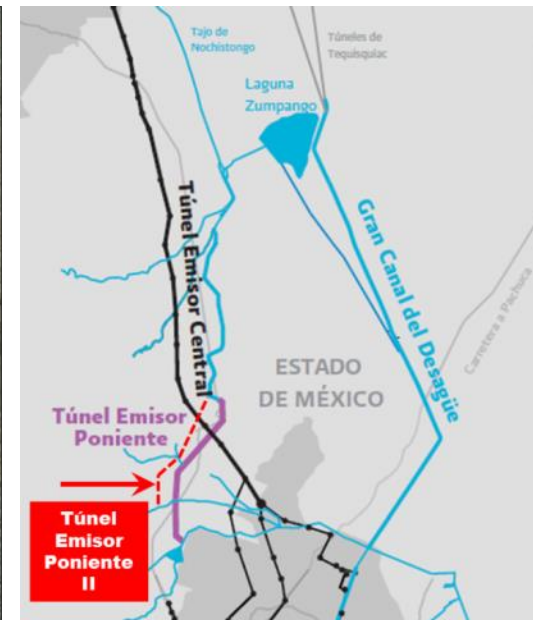 Tajo de
Nochistongo
Túneles de
Tequisquiac
Laguna
Zumpango
Túnel Emisor Central
Gran Canal del Desagüe
Carretera a Pachuca
ESTADO
DE MÉXICO
Túnel Emisor
Poniente
Túnel
Emisor
Poniente
II